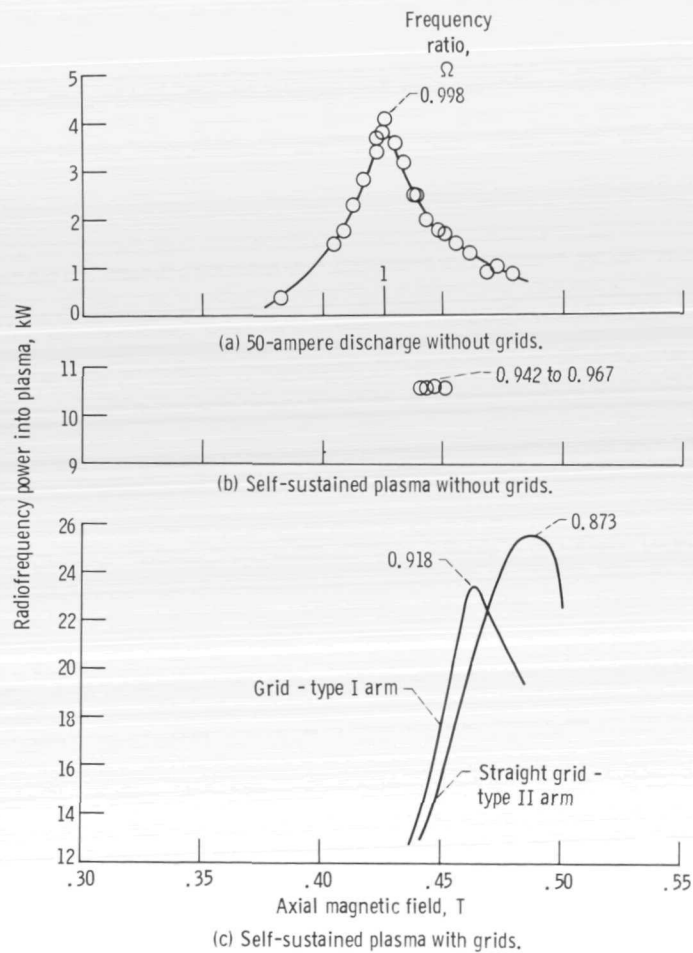 Frequency
ratio,
Ω
0.998
5
4
3
2
1
0
1
(a) 50-ampere discharge without grids.
Radiofrequency power into plasma, kW
11
10
9
0.942 to 0.967
(b) Self-sustained plasma without grids.
26
24
22
20
18
16
14
12
0.873
0.918
Grid - type I arm
Straight grid -
type II arm
.30 .35 .40 .45 .50 .55
Axial magnetic field, T
(c) Self-sustained plasma with grids.